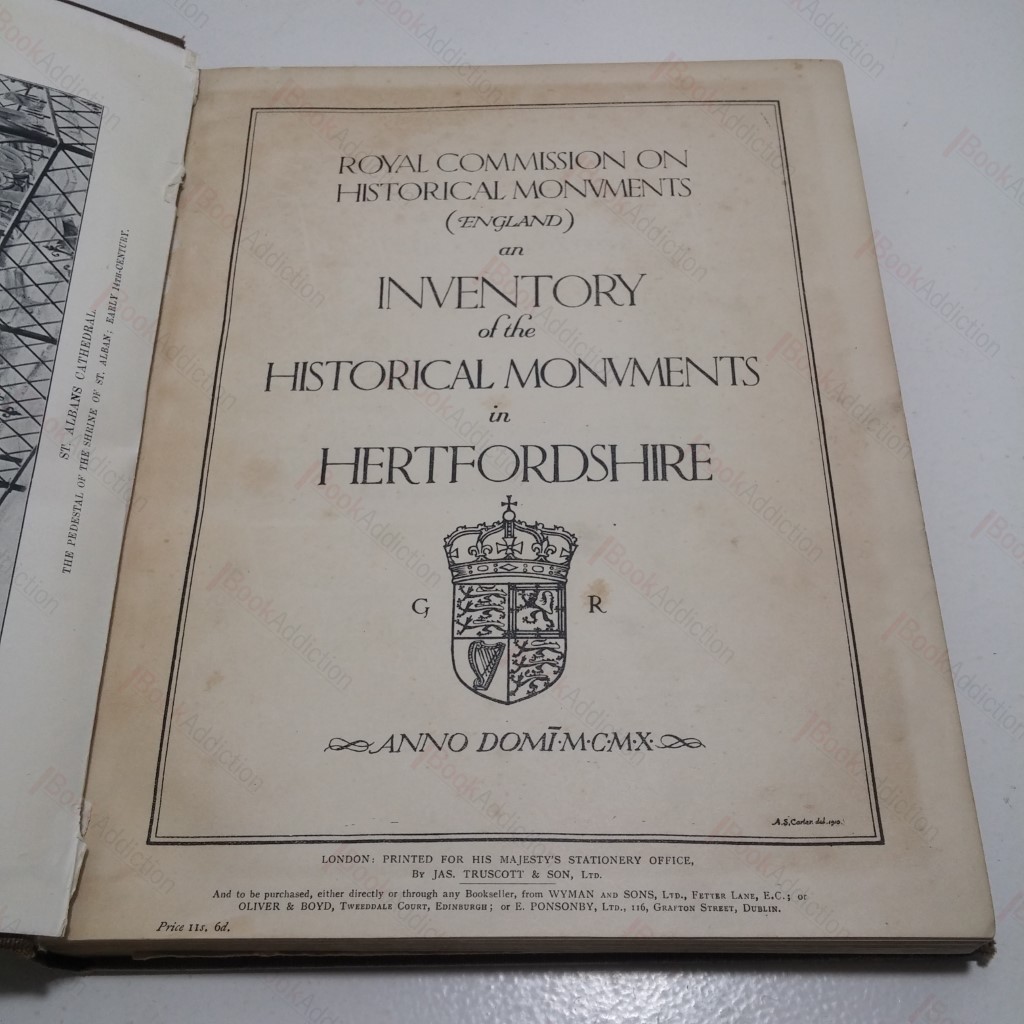 ST. ALBANS CATHEDRAL.
THE PEDESTAL OF THE SHRINE OF ST. ALBAN; EARLY 14TH-CENTURY.
ROYAL COMMISSION ON
HISTORICAL MONVMENTS
(ENGLAND)
an
INVENTORY
of the
HISTORICAL MONVMENTS
in
HERTFORDSHIRE
G R
ANNO DOMĪ·M·C·M·X·
A.S. Carter. del. 1910.
LONDON: PRINTED FOR HIS MAJESTY'S STATIONERY OFFICE,
By JAS. TRUSCOTT & SON, Ltd.
And to be purchased, either directly or through any Bookseller, from WYMAN and SONS, Ltd., Fetter Lane, E.C.; or
OLIVER & BOYD, Tweeddale Court, Edinburgh; or E. PONSONBY, Ltd., 116, Grafton Street, Dublin.
Price 11s. 6d.
BookAddiction